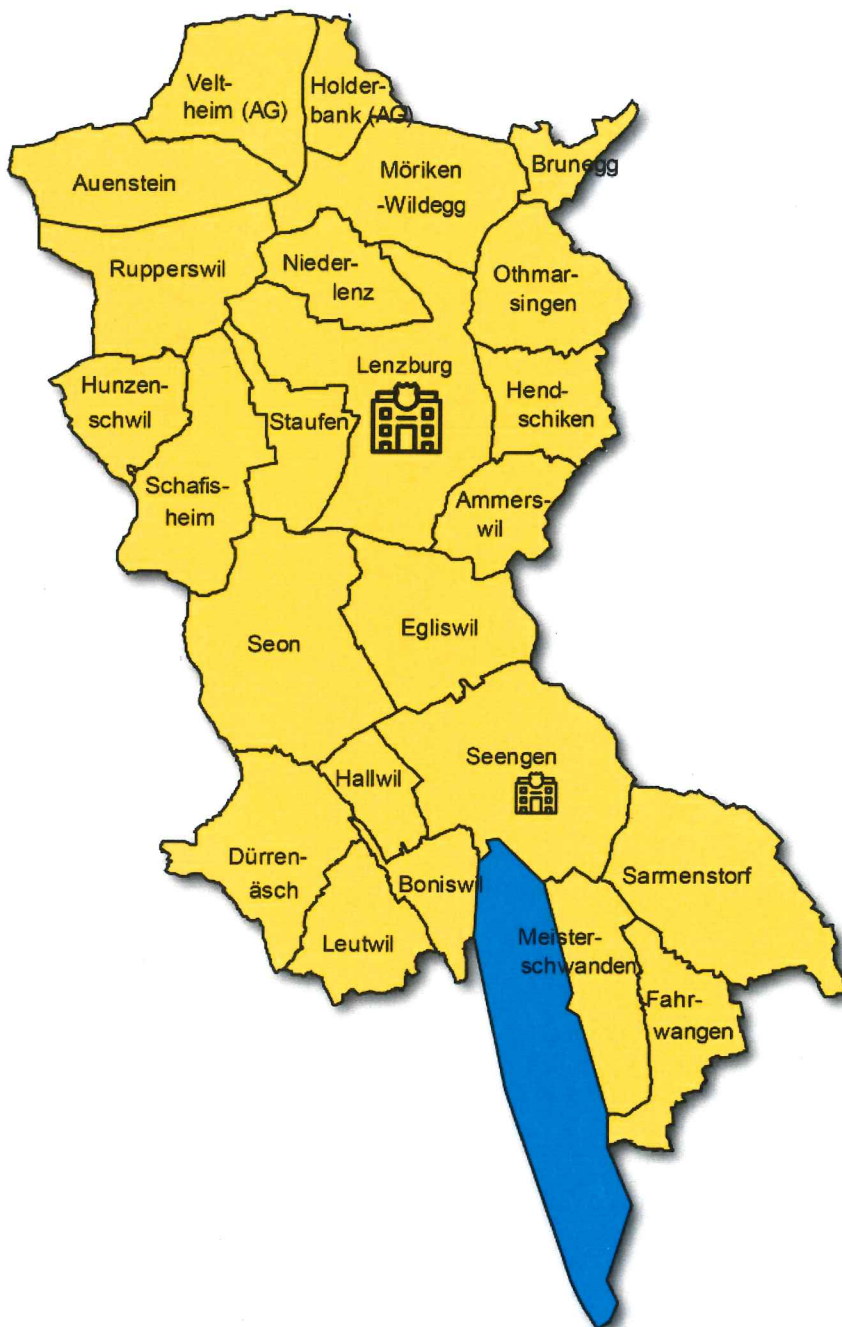 Velt-
heim (AG)
Holder-
bank (AG)
Auenstein
Möriken
-Wildegg
Brunegg
Rupperswil
Nieder-
lenz
Othmar-
singen
Lenzburg
Hunzen-
schwil
Staufen
Hend-
schiken
Schafis-
heim
Ammers-
wil
Seon
Egliswil
Seengen
Hallwil
Dürren-
äsch
Boniswil
Sarmenstorf
Leutwil
Meister-
schwanden
Fahr-
wangen